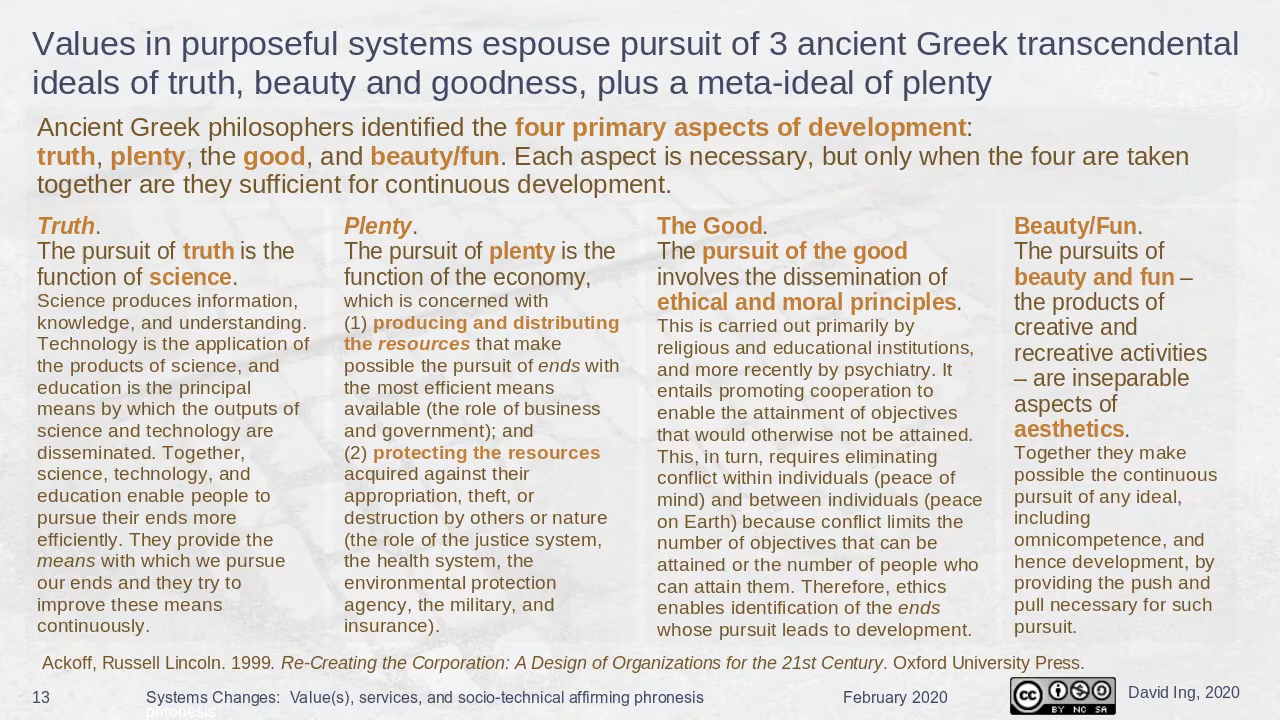 Values in purposeful systems espouse pursuit of 3 ancient Greek transcendental
ideals of truth, beauty and goodness, plus a meta-ideal of plenty
Ancient Greek philosophers identified the four primary aspects of development:
truth, plenty, the good, and beauty/fun. Each aspect is necessary, but only when the four are taken
together are they sufficient for continuous development.
Truth.
The pursuit of truth is the
function of science.
Science produces information,
knowledge, and understanding.
Technology is the application of
the products of science, and
education is the principal
means by which the outputs of
science and technology are
disseminated. Together,
science, technology, and
education enable people to
pursue their ends more
efficiently. They provide the
means with which we pursue
our ends and they try to
improve these means
continuously.
Plenty.
The pursuit of plenty is the
function of the economy,
which is concerned with
(1) producing and distributing
the resources that make
possible the pursuit of ends with
the most efficient means
available (the role of business
and government); and
(2) protecting the resources
acquired against their
appropriation, theft, or
destruction by others or nature
(the role of the justice system,
the health system, the
environmental protection
agency, the military, and
insurance).
The Good.
The pursuit of the good
involves the dissemination of
ethical and moral principles.
This is carried out primarily by
religious and educational institutions,
and more recently by psychiatry. It
entails promoting cooperation to
enable the attainment of objectives
that would otherwise not be attained.
This, in turn, requires eliminating
conflict within individuals (peace of
mind) and between individuals (peace
on Earth) because conflict limits the
number of objectives that can be
attained or the number of people who
can attain them. Therefore, ethics
enables identification of the ends
whose pursuit leads to development.
Beauty/Fun.
The pursuits of
beauty and fun –
the products of
creative and
recreative activities
– are inseparable
aspects of
aesthetics.
Together they make
possible the continuous
pursuit of any ideal,
including
omnicompetence, and
hence development, by
providing the push and
pull necessary for such
pursuit.
Ackoff, Russell Lincoln. 1999. Re-Creating the Corporation: A Design of Organizations for the 21st Century. Oxford University Press.
13
Systems Changes: Value(s), services, and socio-technical affirming phronesis
phronesis
February 2020
cc BY NC SA
David Ing, 2020